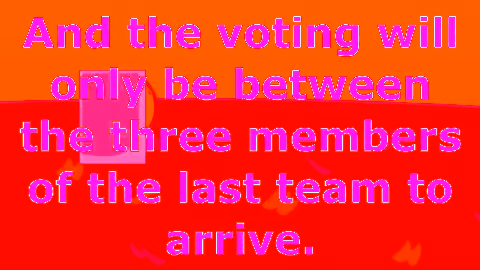 And the voting will
only be between
the three members
of the last team to
arrive.